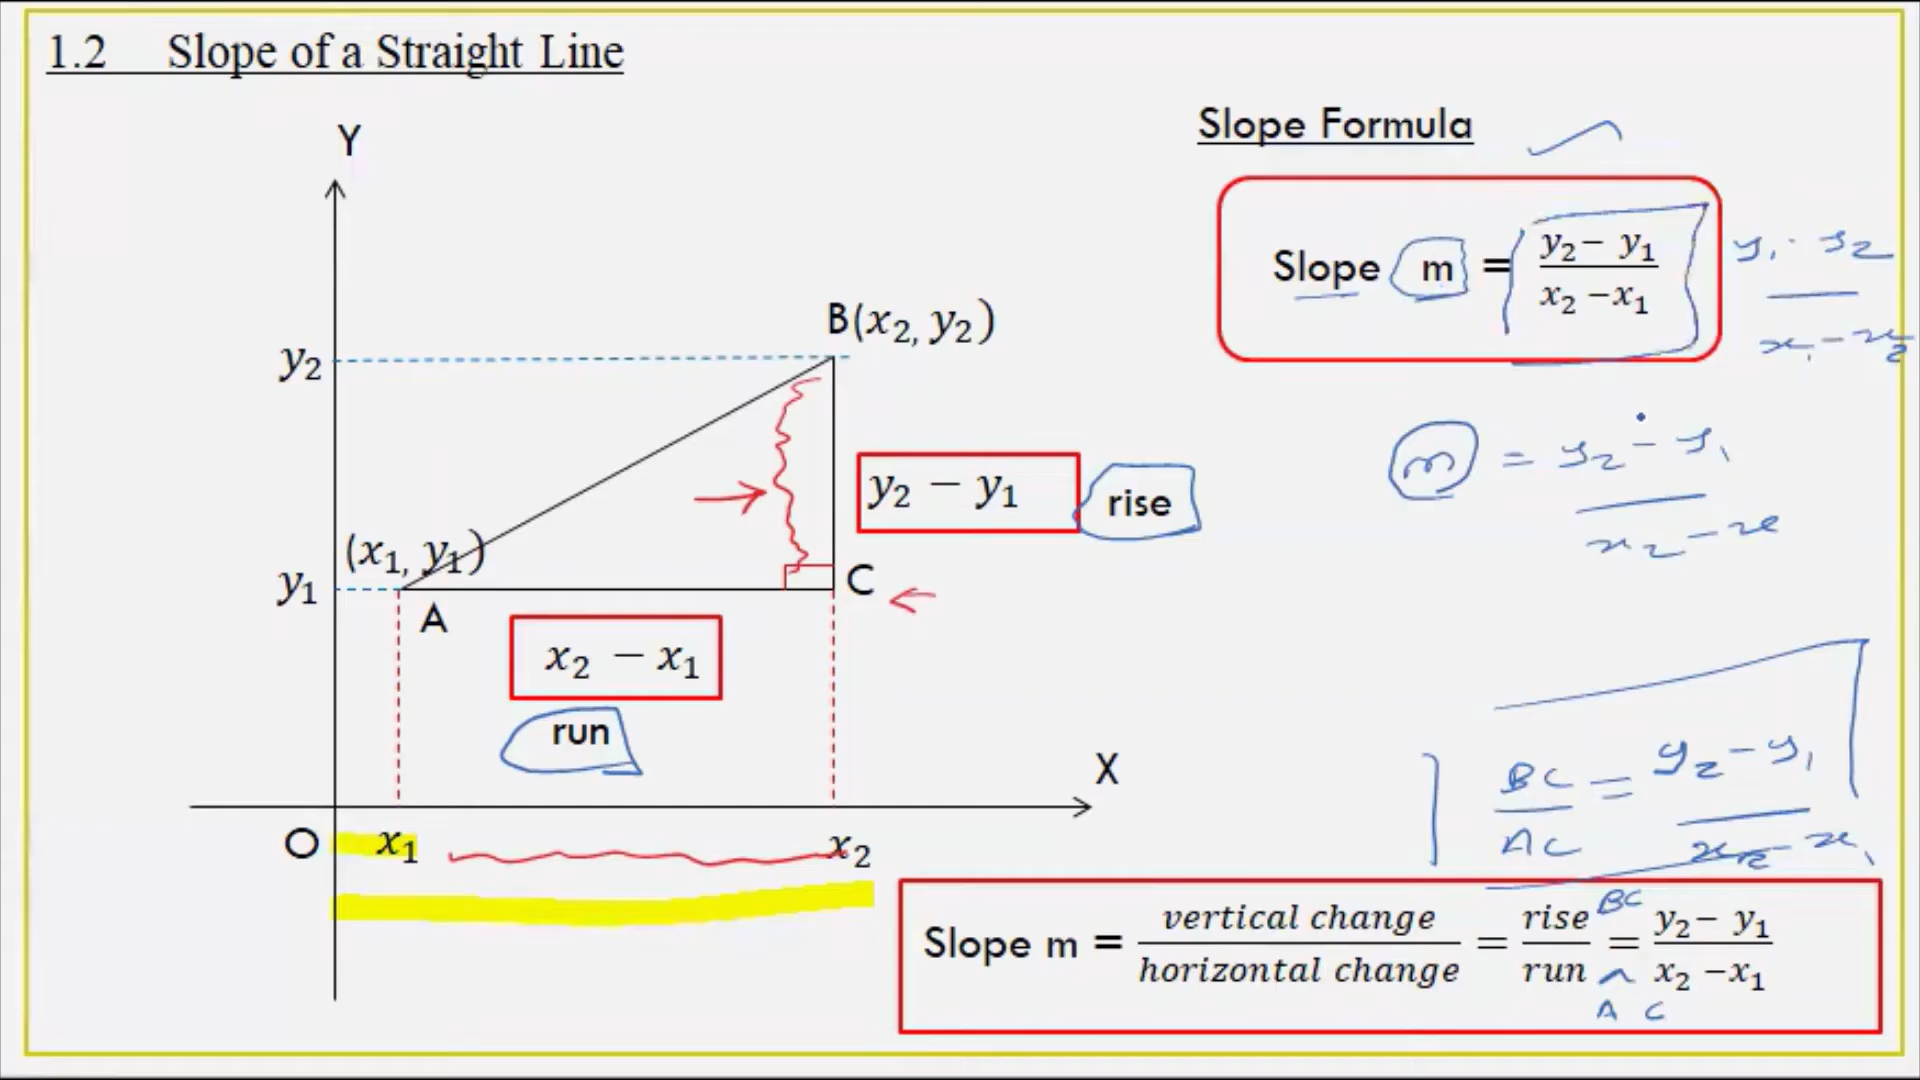 1.2 Slope of a Straight Line
Y
Slope Formula
Slope m = y₂ − y₁ / x₂ − x₁
y₁ - y₂ / x₁ - x₂
B(x₂, y₂)
y₂
m = y₂ - y₁ / x₂ - x
y₂ − y₁ rise
(x₁, y₁)
y₁
A
C
x₂ − x₁
run
X
BC / AC = y₂ - y₁ / x₂ - x₁
O x₁ x₂
BC
Slope m = vertical change / horizontal change = rise / run = y₂ − y₁ / x₂ − x₁
A C